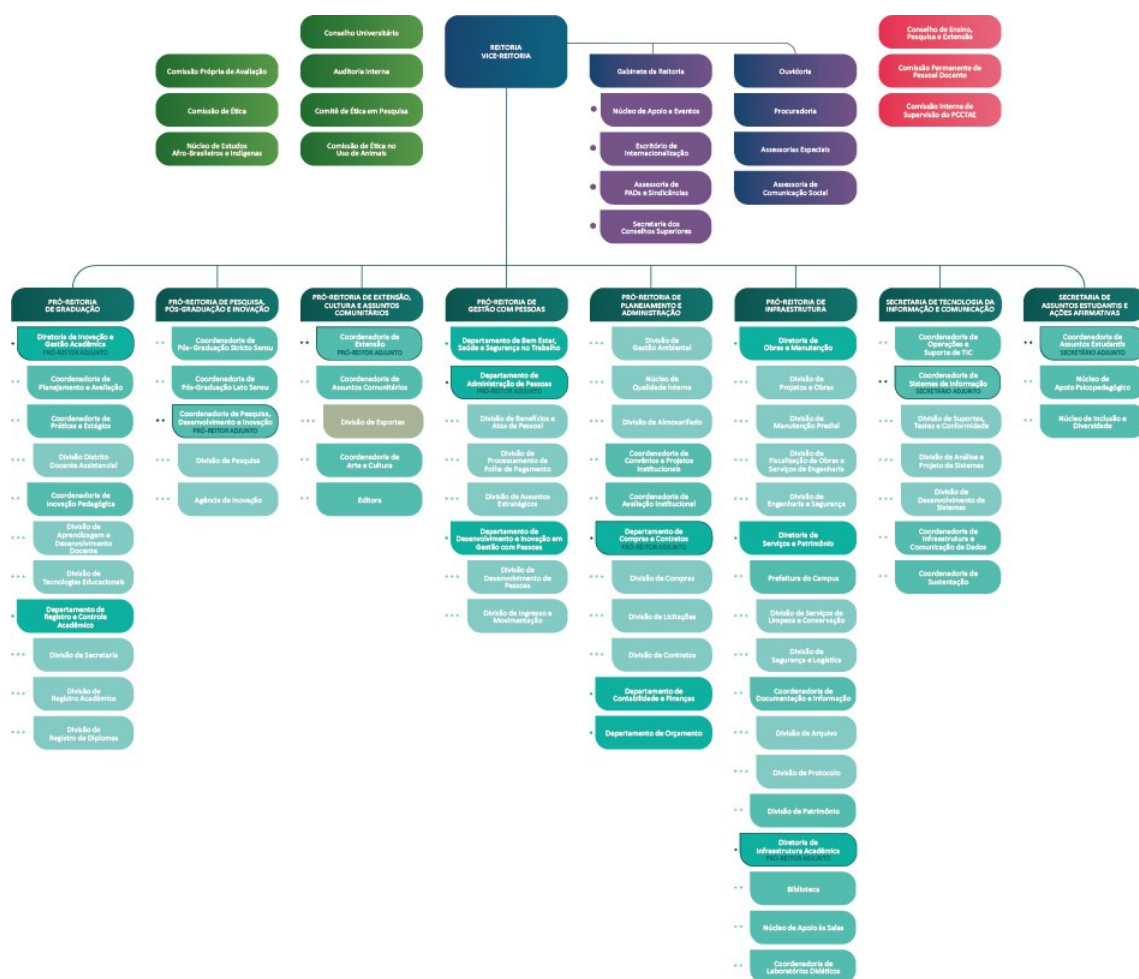 Conselho Universitário
Comissão Própria de Avaliação
Auditoria Interna
Comissão de Ética
Comitê de Ética em Pesquisa
Núcleo de Estudos
Afro-Brasileiros e Indígenas
Comissão de Ética no
Uso de Animais
REITORIA
VICE-REITORIA
Gabinete da Reitoria
Núcleo de Apoio a Eventos
Escritório de
Internacionalização
Assessoria de
PADs e Sindicâncias
Secretaria dos
Conselhos Superiores
Ouvidoria
Procuradoria
Assessorias Especiais
Assessoria de
Comunicação Social
Conselho de Ensino,
Pesquisa e Extensão
Comissão Permanente de
Pessoal Docente
Comissão Interna de
Supervisão do PCCTAE
PRÓ-REITORIA
DE GRADUAÇÃO
Diretoria de Inovação e
Gestão Acadêmica
PRÓ-REITOR ADJUNTO
Coordenadoria de
Planejamento e Avaliação
Coordenadoria de
Práticas e Estágios
Divisão Distrito
Docente Assistencial
Coordenadoria de
Inovação Pedagógica
Divisão de
Aprendizagem e
Desenvolvimento
Docente
Divisão de
Tecnologias Educacionais
Departamento de
Registro e Controle
Acadêmico
Divisão de Secretaria
Divisão de
Registro Acadêmico
Divisão de
Registro de Diplomas
PRÓ-REITORIA DE PESQUISA,
PÓS-GRADUAÇÃO E INOVAÇÃO
Coordenadoria de
Pós- Graduação Stricto Sensu
Coordenadoria de
Pós-Graduação Lato Sensu
Coordenadoria de Pesquisa,
Desenvolvimento e Inovação
PRÓ-REITOR ADJUNTO
Divisão de Pesquisa
Agência de Inovação
PRÓ-REITORIA DE EXTENSÃO,
CULTURA E ASSUNTOS
COMUNITÁRIOS
Coordenadoria de
Extensão
PRÓ-REITOR ADJUNTO
Coordenadoria de
Assuntos Comunitários
Divisão de Esportes
Coordenadoria de
Arte e Cultura
Editora
PRÓ-REITORIA DE
GESTÃO COM PESSOAS
Departamento de Bem Estar,
Saúde e Segurança no Trabalho
Departamento de
Administração de Pessoas
PRÓ-REITOR ADJUNTO
Divisão de Benefícios e
Atos de Pessoal
Divisão de
Processamento de
Folha de Pagamento
Divisão de Assuntos
Estratégicos
Departamento de
Desenvolvimento e Inovação em
Gestão com Pessoas
Divisão de
Desenvolvimento de
Pessoas
Divisão de Ingresso e
Movimentação
PRÓ-REITORIA DE
PLANEJAMENTO E
ADMINISTRAÇÃO
Divisão de
Gestão Ambiental
Núcleo de
Qualidade Interna
Divisão de Almoxarifado
Coordenadoria de
Convênios e Projetos
Institucionais
Coordenadoria de
Avaliação Institucional
Departamento de
Compras e Contratos
PRÓ-REITOR ADJUNTO
Divisão de Compras
Divisão de Licitações
Divisão de Contratos
Departamento de
Contabilidade e Finanças
Departamento de Orçamento
PRÓ-REITORIA DE
INFRAESTRUTURA
Diretoria de
Obras e Manutenção
Divisão de
Projetos e Obras
Divisão de
Manutenção Predial
Divisão de
Fiscalização de Obras
e Serviços de Engenharia
Divisão de
Engenharia e Segurança
Diretoria de
Serviços e Patrimônio
Prefeitura do Campus
Divisão de Serviços de
Limpeza e Conservação
Divisão de
Segurança e Logística
Coordenadoria de
Documentação e Informação
Divisão de Arquivo
Divisão de Protocolo
Divisão de Patrimônio
Diretoria de
Infraestrutura Acadêmica
PRÓ-REITOR ADJUNTO
Biblioteca
Núcleo de Apoio às Salas
Coordenadoria de
Laboratórios Didáticos
SECRETARIA DE TECNOLOGIA DA
INFORMAÇÃO E COMUNICAÇÃO
Coordenadoria de
Operações e
Suporte de TIC
Coordenadoria de
Sistemas de Informação
SECRETÁRIO ADJUNTO
Divisão de Suportes,
Testes e Conformidade
Divisão de Análise e
Projeto de Sistemas
Divisão de
Desenvolvimento de
Sistemas
Coordenadoria de
Infraestrutura e
Comunicação de Dados
Coordenadoria de
Sustentação
SECRETARIA DE
ASSUNTOS ESTUDANTIS E
AÇÕES AFIRMATIVAS
Coordenadoria de
Assuntos Estudantis
SECRETÁRIO ADJUNTO
Núcleo de
Apoio Psicopedagógico
Núcleo de Inclusão e
Diversidade